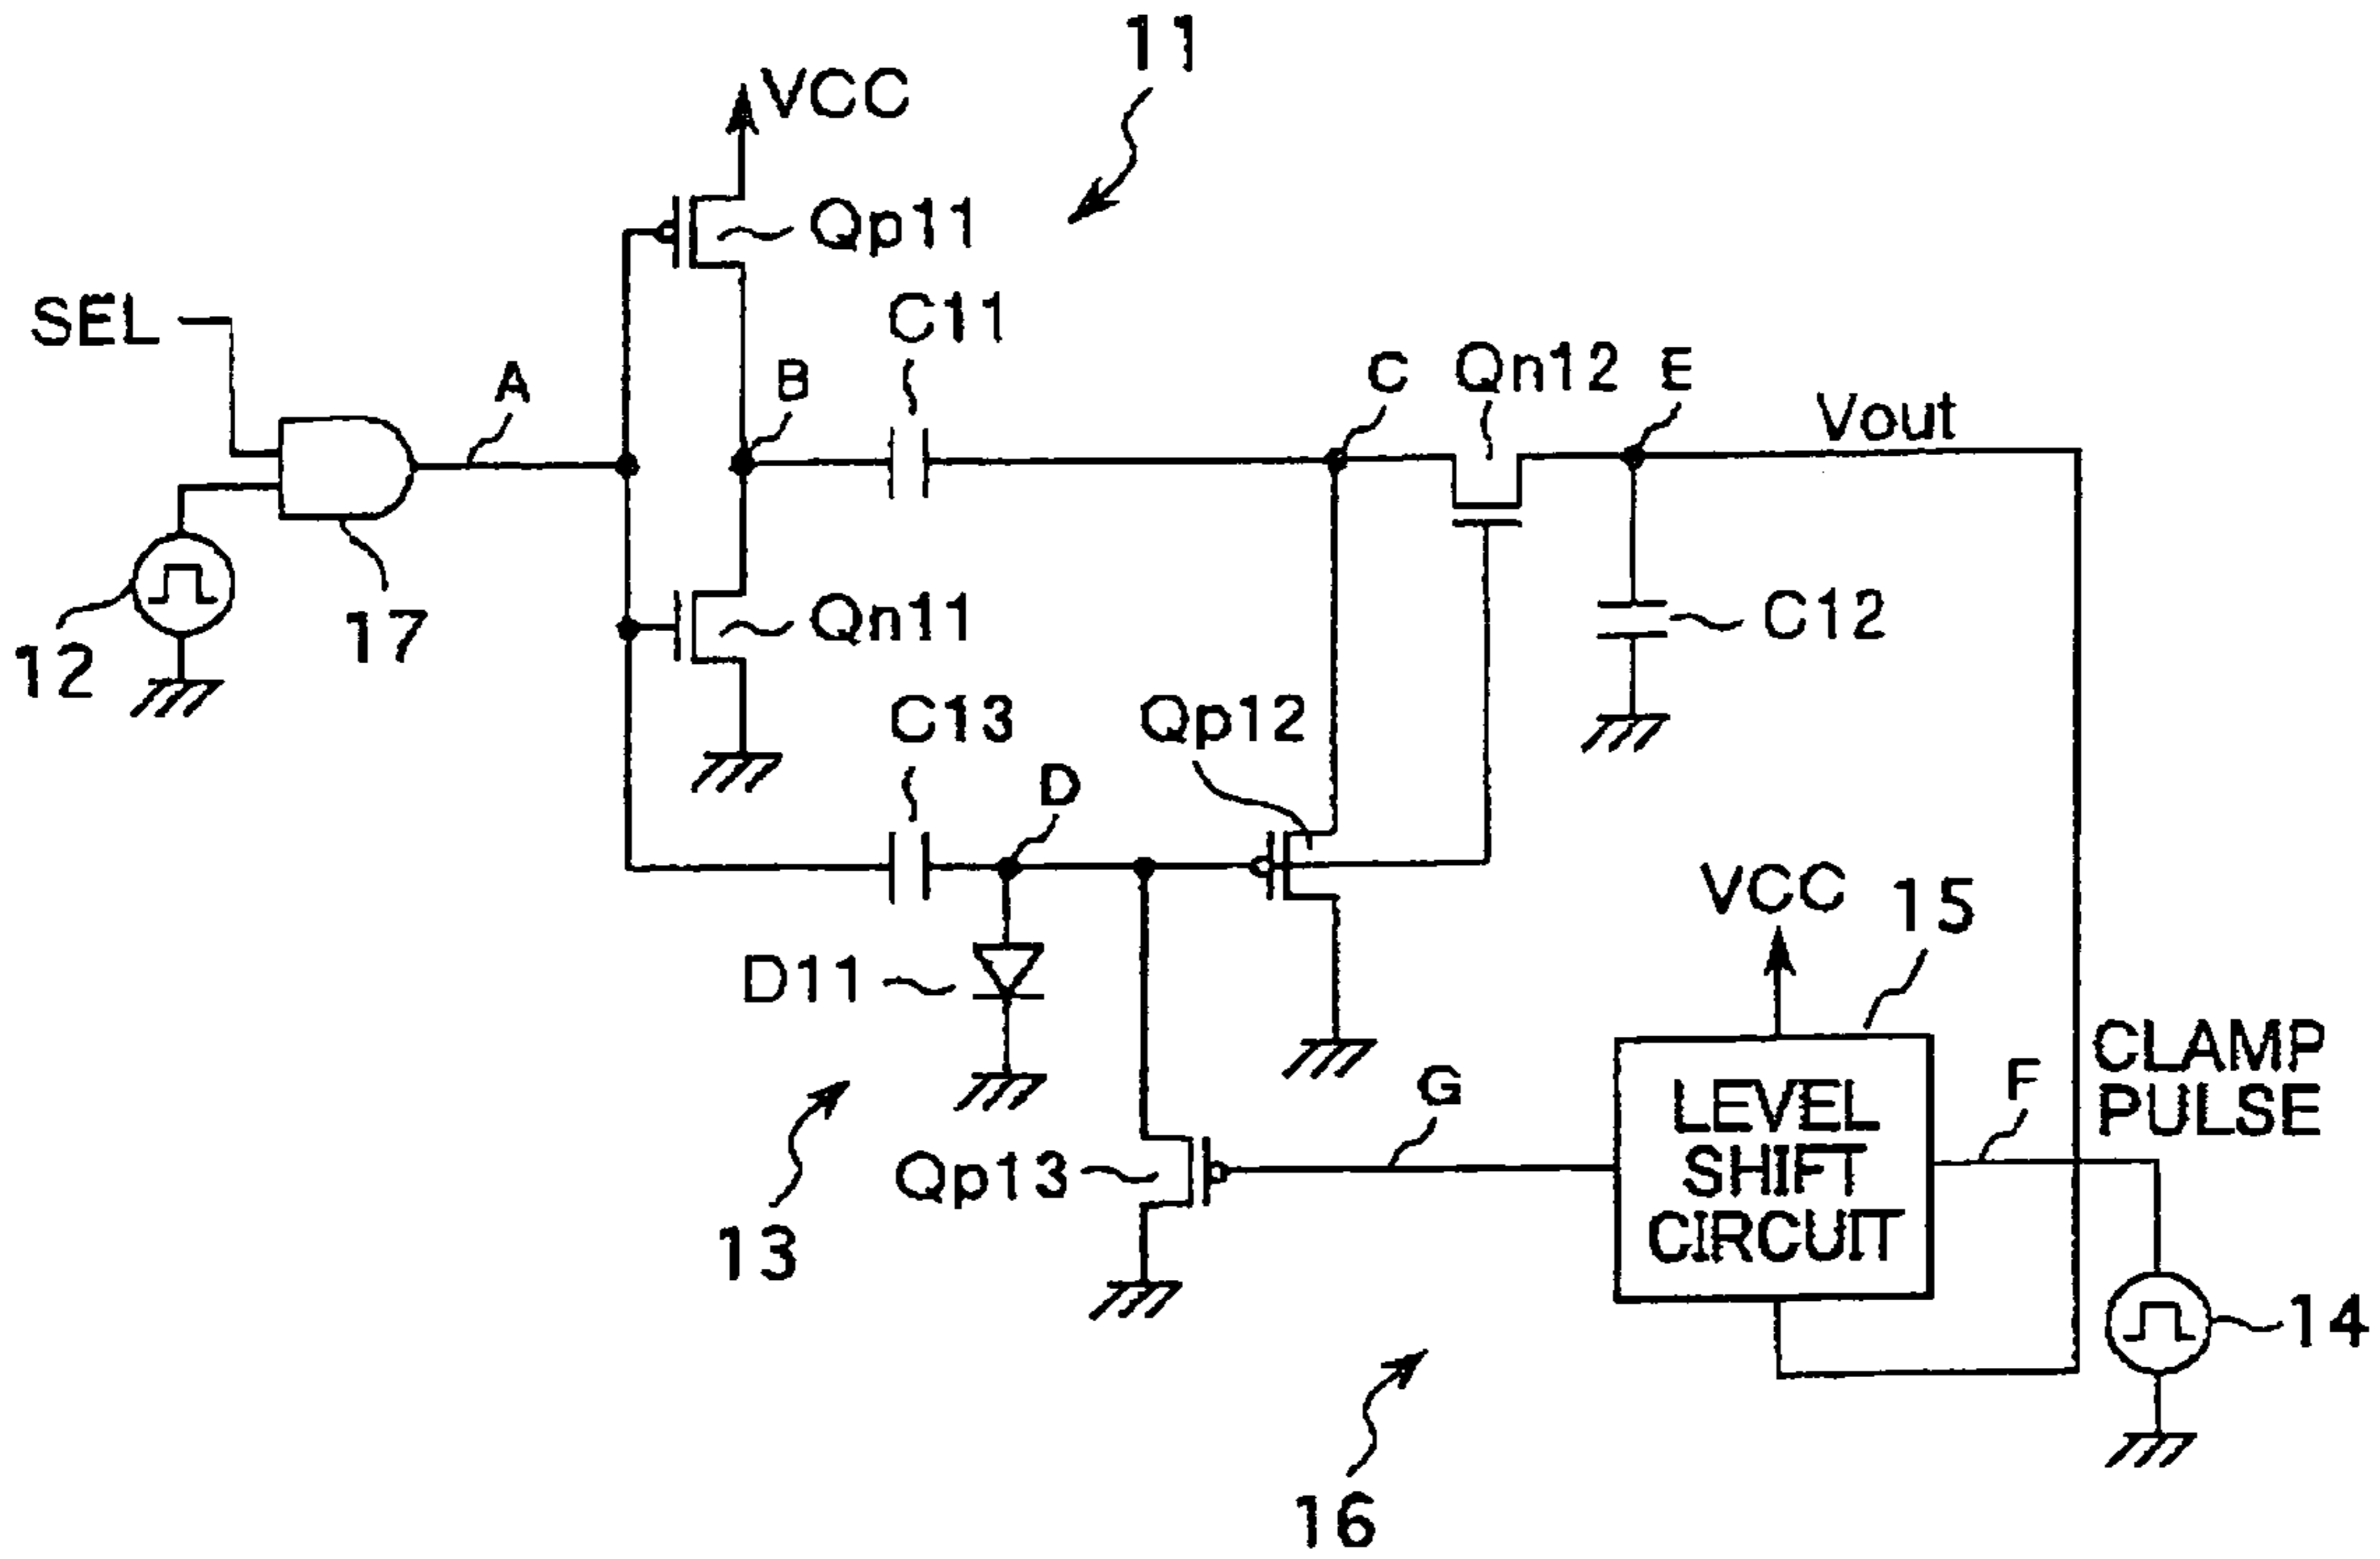 11
VCC
Qp11
SEL
C11
A
B
C
Qn12
E
Vout
12
17
Qn11
C12
C13
Qp12
D
VCC
15
D11
CLAMP
PULSE
LEVEL
SHIFT
CIRCUIT
F
G
Qp13
13
14
16